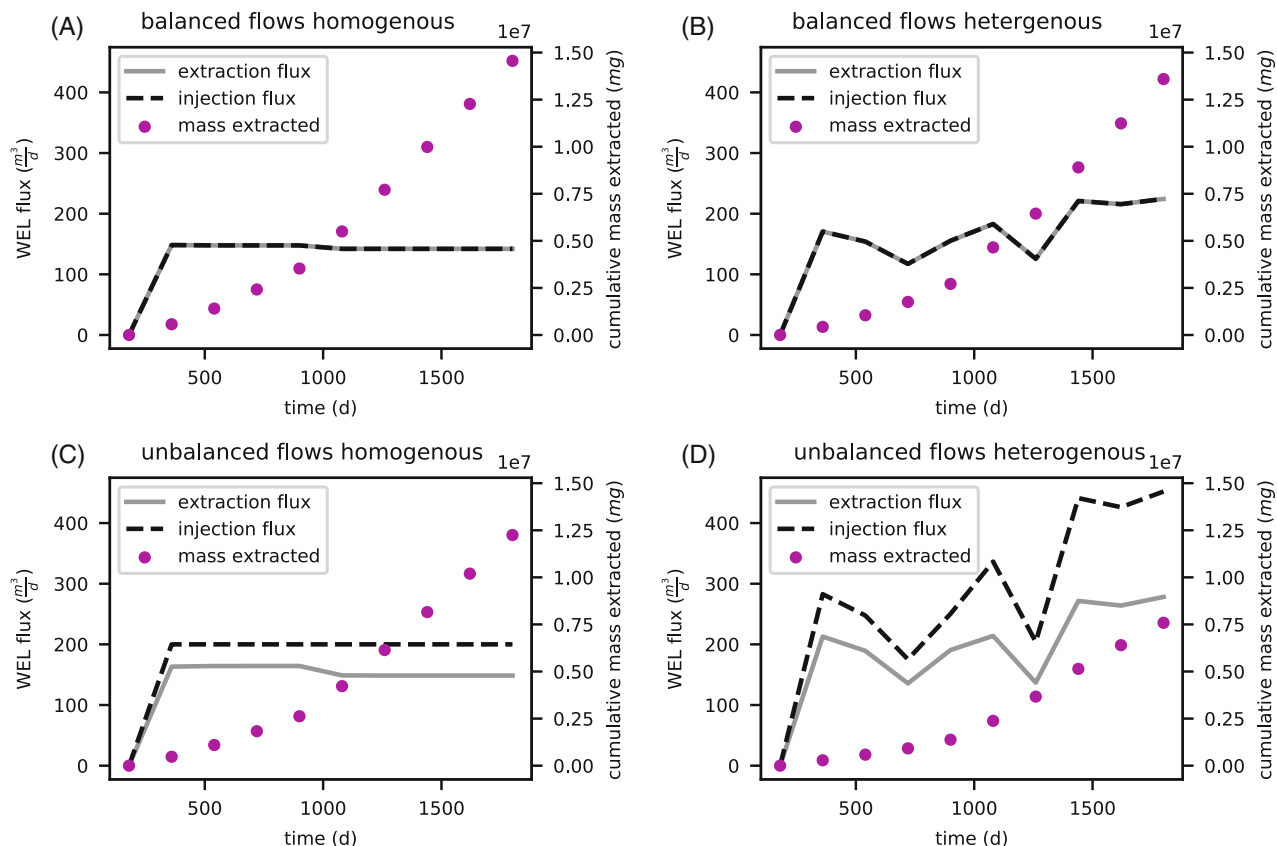 (A)
balanced flows homogenous
1e7
extraction flux
injection flux
mass extracted
WEL flux (m³/d)
400
300
200
100
0
1.50
1.25
1.00
0.75
0.50
0.25
0.00
cumulative mass extracted (mg)
500
1000
1500
time (d)
(B)
balanced flows hetergenous
1e7
extraction flux
injection flux
mass extracted
WEL flux (m³/d)
400
300
200
100
0
1.50
1.25
1.00
0.75
0.50
0.25
0.00
cumulative mass extracted (mg)
500
1000
1500
time (d)
(C)
unbalanced flows homogenous
1e7
extraction flux
injection flux
mass extracted
WEL flux (m³/d)
400
300
200
100
0
1.50
1.25
1.00
0.75
0.50
0.25
0.00
cumulative mass extracted (mg)
500
1000
1500
time (d)
(D)
unbalanced flows heterogenous
1e7
extraction flux
injection flux
mass extracted
WEL flux (m³/d)
400
300
200
100
0
1.50
1.25
1.00
0.75
0.50
0.25
0.00
cumulative mass extracted (mg)
500
1000
1500
time (d)